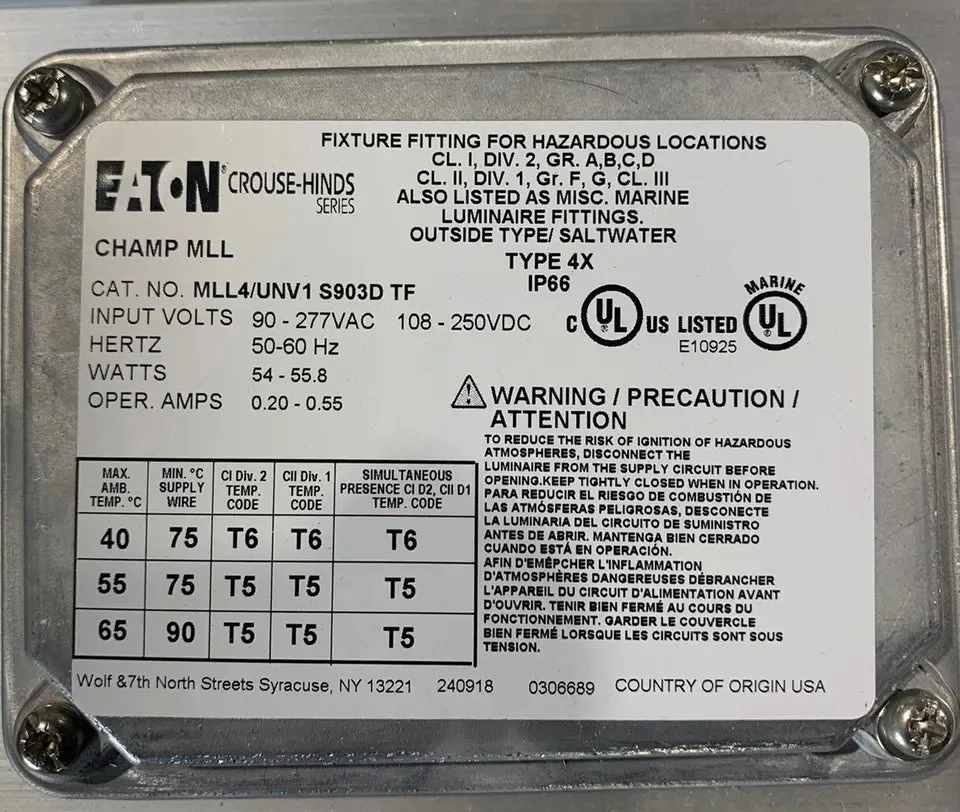 FIXTURE FITTING FOR HAZARDOUS LOCATIONS
CL. I, DIV. 2, GR. A,B,C,D
CL. II, DIV. 1, Gr. F, G, CL. III
ALSO LISTED AS MISC. MARINE
LUMINAIRE FITTINGS.
OUTSIDE TYPE/ SALTWATER
TYPE 4X
IP66
EATON® CROUSE-HINDS
SERIES
CHAMP MLL
CAT. NO. MLL4/UNV1 S903D TF
INPUT VOLTS 90 - 277VAC 108 - 250VDC
HERTZ 50-60 Hz
WATTS 54 - 55.8
OPER. AMPS 0.20 - 0.55
C UL® US LISTED
E10925
MARINE
UL®
WARNING / PRECAUTION /
ATTENTION
TO REDUCE THE RISK OF IGNITION OF HAZARDOUS
ATMOSPHERES, DISCONNECT THE
LUMINAIRE FROM THE SUPPLY CIRCUIT BEFORE
OPENING.KEEP TIGHTLY CLOSED WHEN IN OPERATION.
PARA REDUCIR EL RIESGO DE COMBUSTIÓN DE
LAS ATMÓSFERAS PELIGROSAS, DESCONECTE
LA LUMINARIA DEL CIRCUITO DE SUMINISTRO
ANTES DE ABRIR. MANTENGA BIEN CERRADO
CUANDO ESTÁ EN OPERACIÓN.
AFIN D'EMÊPCHER L'INFLAMMATION
D'ATMOSPHÈRES DANGEREUSES DÉBRANCHER
L'APPAREIL DU CIRCUIT D'ALIMENTATION AVANT
D'OUVRIR. TENIR BIEN FERMÉ AU COURS DU
FONCTIONNEMENT. GARDER LE COUVERCLE
BIEN FERMÉ LORSQUE LES CIRCUITS SONT SOUS
TENSION.
MAX. AMB. TEMP. °C MIN. °C SUPPLY WIRE CI Div. 2 TEMP. CODE CII Div. 1 TEMP. CODE SIMULTANEOUS PRESENCE CI D2, CII D1 TEMP. CODE
40 75 T6 T6 T6
55 75 T5 T5 T5
65 90 T5 T5 T5
Wolf &7th North Streets Syracuse, NY 13221 240918 0306689 COUNTRY OF ORIGIN USA